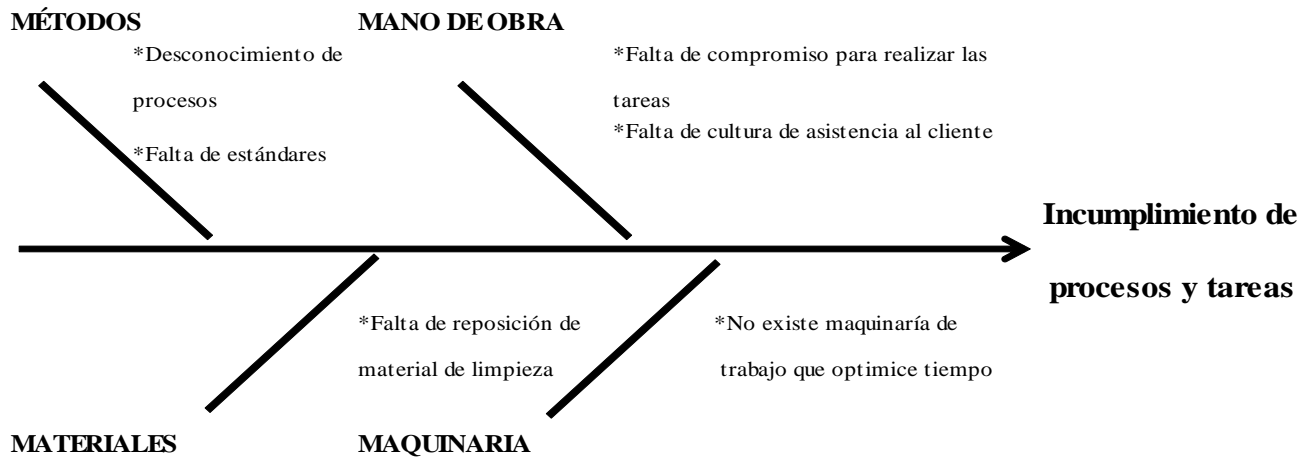 MÉTODOS
*Desconocimiento de
procesos
*Falta de estándares
MANO DE OBRA
*Falta de compromiso para realizar las
tareas
*Falta de cultura de asistencia al cliente
Incumplimiento de
procesos y tareas
*Falta de reposición de
material de limpieza
MATERIALES
*No existe maquinaría de
trabajo que optimice tiempo
MAQUINARIA